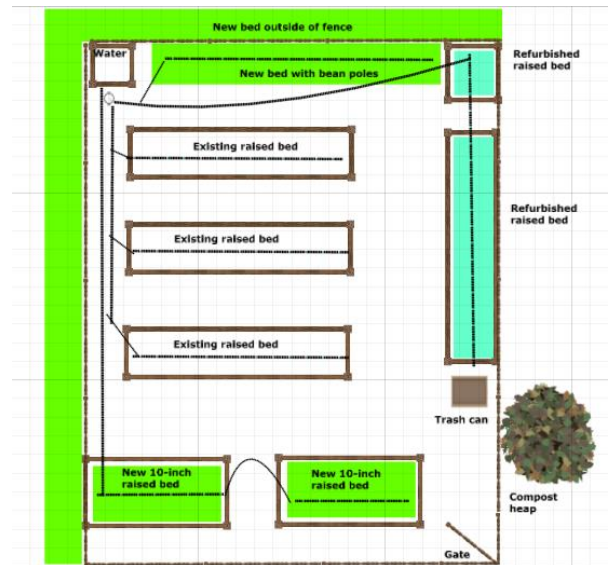 New bed outside of fence
Water
Refurbished
raised bed
New bed with bean poles
Existing raised bed
Refurbished
raised bed
Existing raised bed
Existing raised bed
Trash can
New 10-inch
raised bed
New 10-inch
raised bed
Compost
heap
Gate